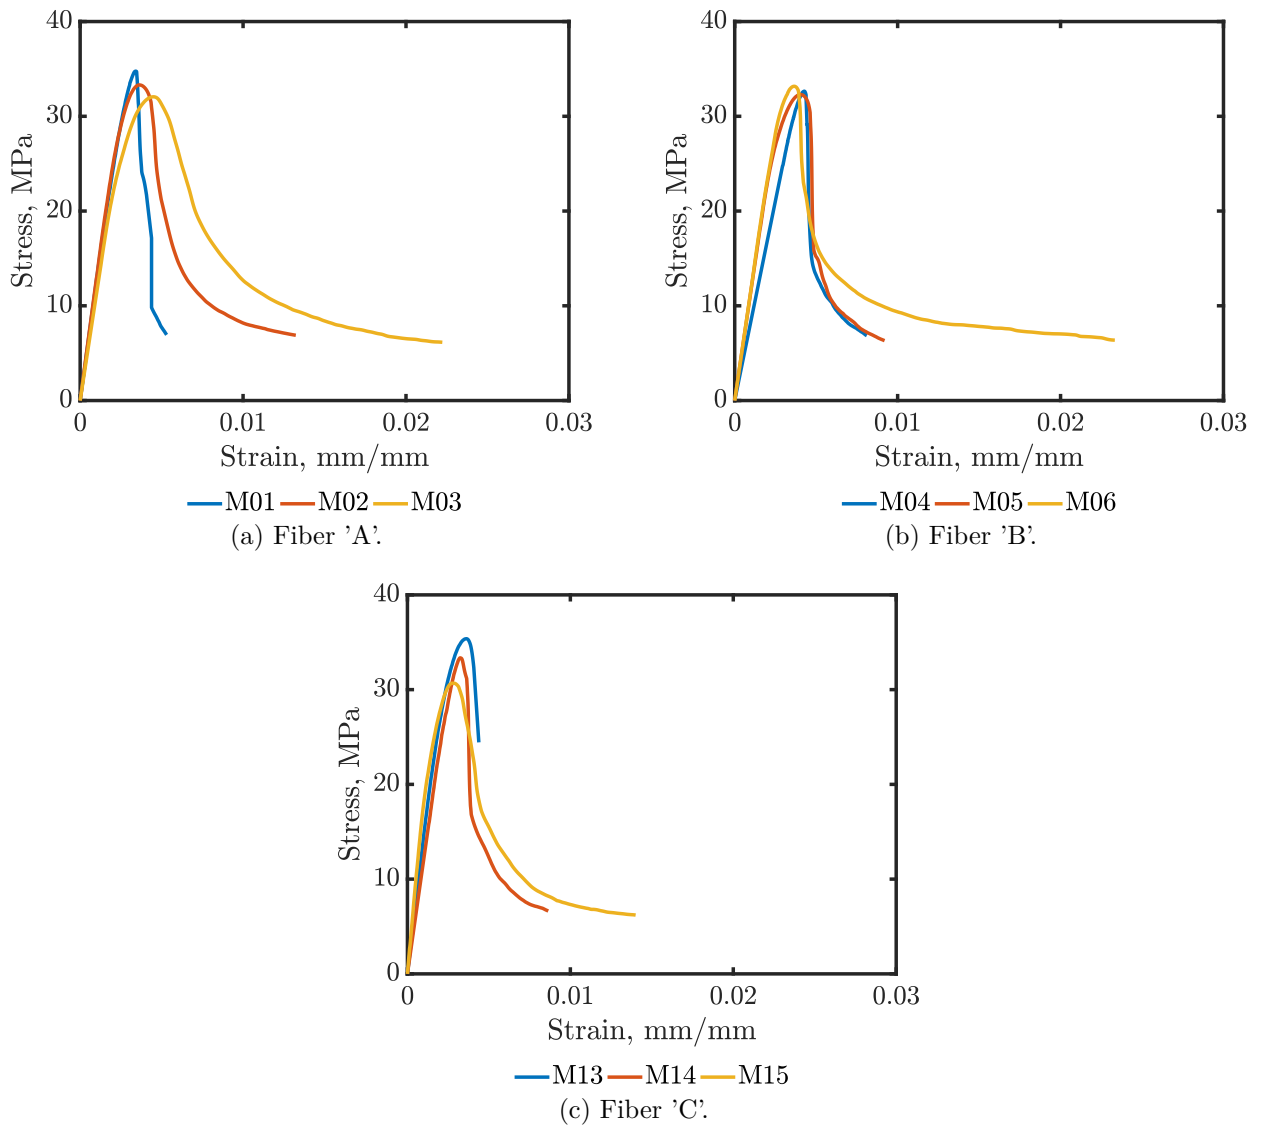 40
30
20
10
0
Stress, MPa
0 0.01 0.02 0.03
Strain, mm/mm
M01 M02 M03
(a) Fiber 'A'.
40
30
20
10
0
Stress, MPa
0 0.01 0.02 0.03
Strain, mm/mm
M04 M05 M06
(b) Fiber 'B'.
40
30
20
10
0
Stress, MPa
0 0.01 0.02 0.03
Strain, mm/mm
M13 M14 M15
(c) Fiber 'C'.